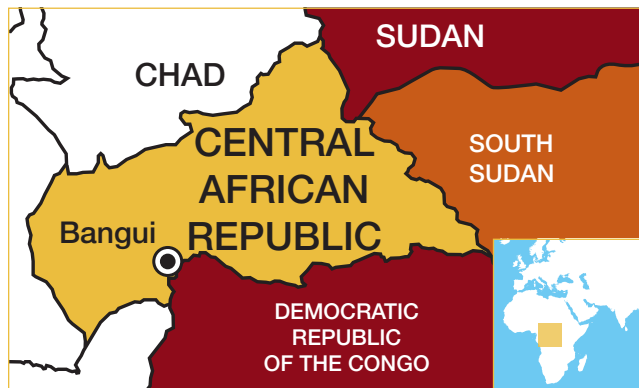 SUDAN
CHAD
CENTRAL
AFRICAN
REPUBLIC
SOUTH
SUDAN
Bangui
DEMOCRATIC
REPUBLIC
OF THE CONGO